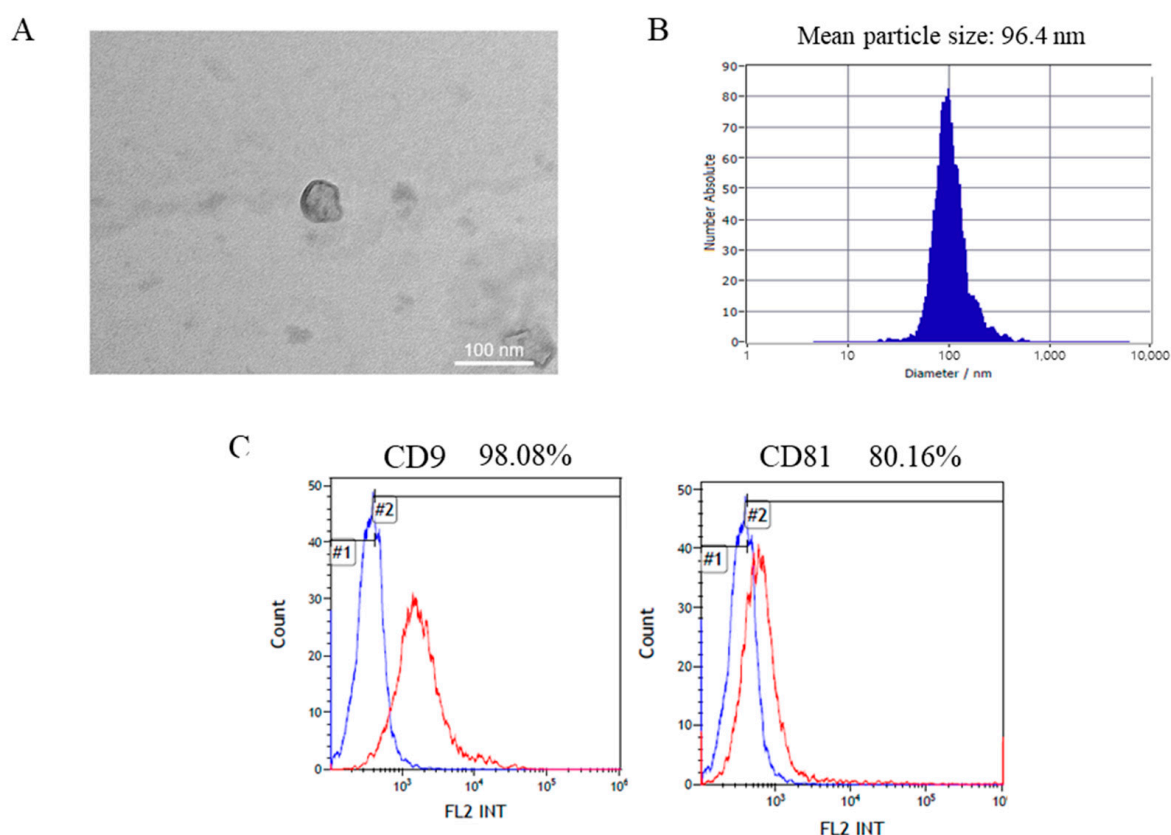 A
100 nm
B
Mean particle size: 96.4 nm
90
80
70
60
50
40
30
20
10
0
Number Absolute
1 10 100 1,000 10,000
Diameter / nm
C
CD9 98.08%
50
40
30
20
10
0
Count
#1
#2
10³ 10⁴ 10⁵ 10⁶
FL2 INT
CD81 80.16%
50
40
30
20
10
0
Count
#1
#2
10³ 10⁴ 10⁵ 10
FL2 INT